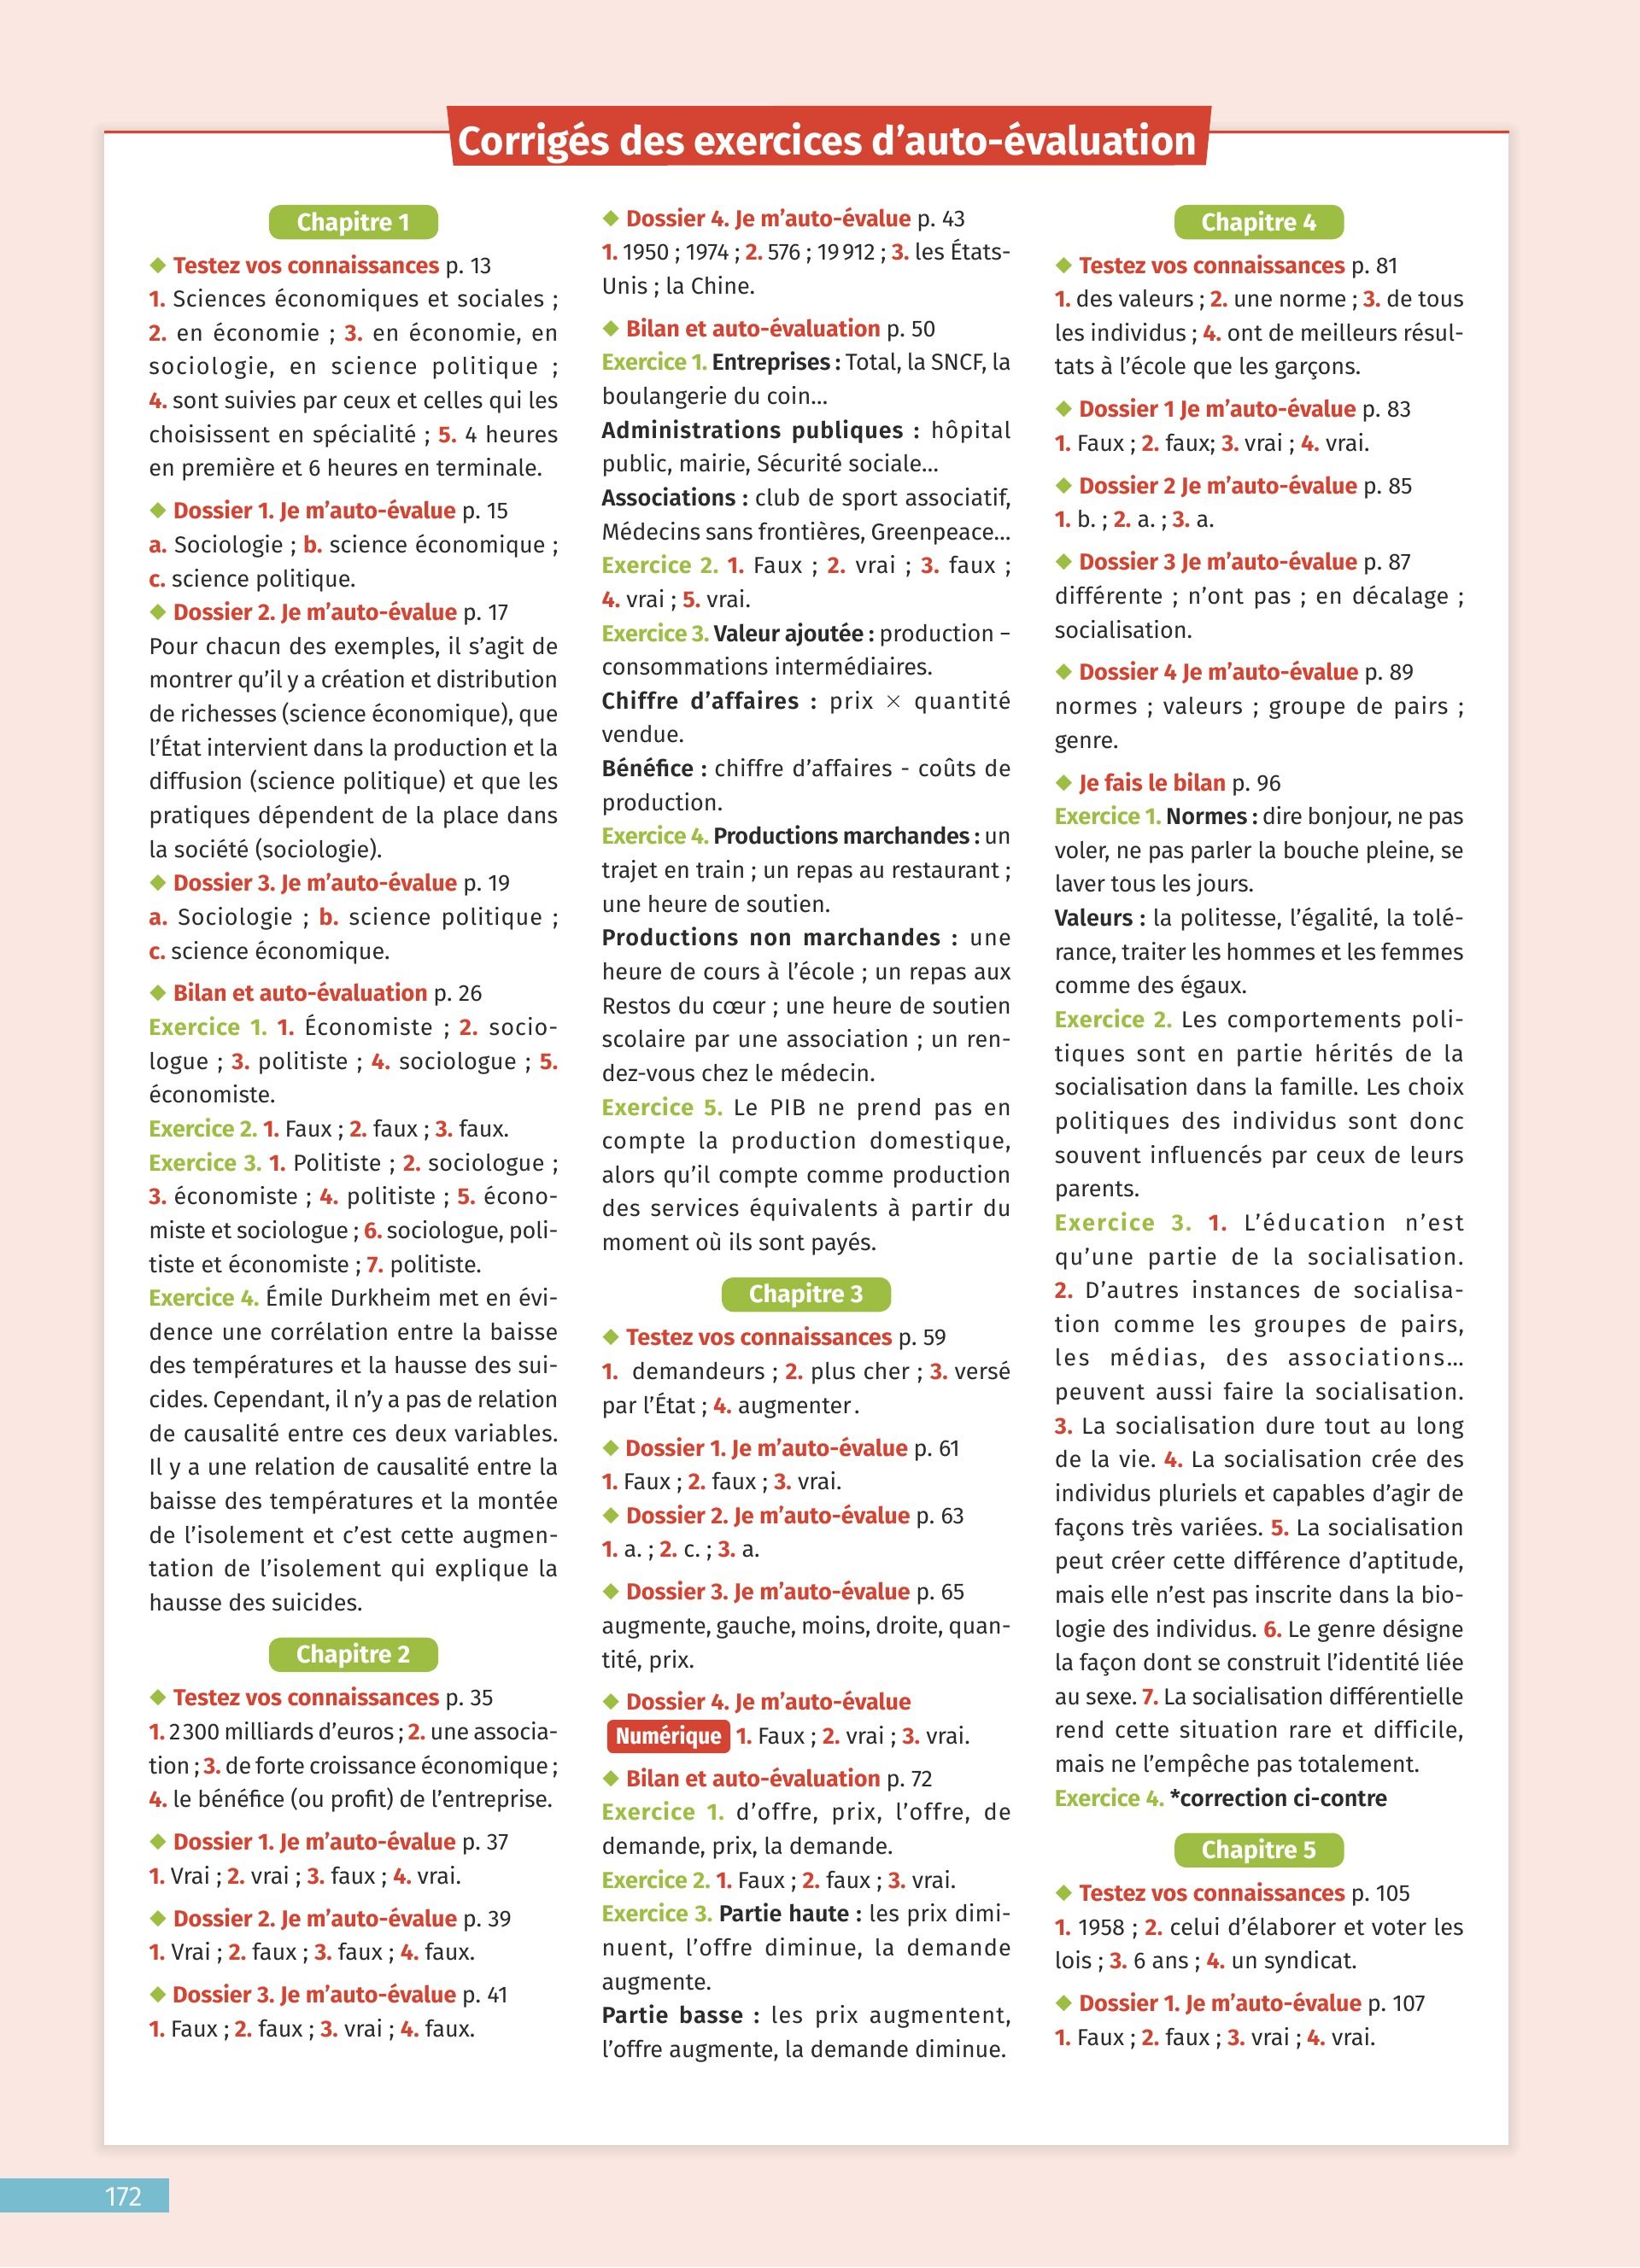 Corrigés des exercices d'auto-évaluation
Chapitre 1
◆ Testez vos connaissances p. 13
1. Sciences économiques et sociales ;
2. en économie ; 3. en économie, en
sociologie, en science politique ;
4. sont suivies par ceux et celles qui les
choisissent en spécialité ; 5. 4 heures
en première et 6 heures en terminale.
◆ Dossier 1. Je m'auto-évalue p. 15
a. Sociologie ; b. science économique ;
c. science politique.
◆ Dossier 2. Je m'auto-évalue p. 17
Pour chacun des exemples, il s'agit de
montrer qu'il y a création et distribution
de richesses (science économique), que
l'État intervient dans la production et la
diffusion (science politique) et que les
pratiques dépendent de la place dans
la société (sociologie).
◆ Dossier 3. Je m'auto-évalue p. 19
a. Sociologie ; b. science politique ;
c. science économique.
◆ Bilan et auto-évaluation p. 26
Exercice 1. 1. Économiste ; 2. socio-
logue ; 3. politiste ; 4. sociologue ; 5.
économiste.
Exercice 2. 1. Faux ; 2. faux ; 3. faux.
Exercice 3. 1. Politiste ; 2. sociologue ;
3. économiste ; 4. politiste ; 5. écono-
miste et sociologue ; 6. sociologue, poli-
tiste et économiste ; 7. politiste.
Exercice 4. Émile Durkheim met en évi-
dence une corrélation entre la baisse
des températures et la hausse des sui-
cides. Cependant, il n'y a pas de relation
de causalité entre ces deux variables.
Il y a une relation de causalité entre la
baisse des températures et la montée
de l'isolement et c'est cette augmen-
tation de l'isolement qui explique la
hausse des suicides.
Chapitre 2
◆ Testez vos connaissances p. 35
1. 2 300 milliards d'euros ; 2. une associa-
tion ; 3. de forte croissance économique ;
4. le bénéfice (ou profit) de l'entreprise.
◆ Dossier 1. Je m'auto-évalue p. 37
1. Vrai ; 2. vrai ; 3. faux ; 4. vrai.
◆ Dossier 2. Je m'auto-évalue p. 39
1. Vrai ; 2. faux ; 3. faux ; 4. faux.
◆ Dossier 3. Je m'auto-évalue p. 41
1. Faux ; 2. faux ; 3. vrai ; 4. faux.
◆ Dossier 4. Je m'auto-évalue p. 43
1. 1950 ; 1974 ; 2. 576 ; 19 912 ; 3. les États-
Unis ; la Chine.
◆ Bilan et auto-évaluation p. 50
Exercice 1. Entreprises : Total, la SNCF, la
boulangerie du coin...
Administrations publiques : hôpital
public, mairie, Sécurité sociale...
Associations : club de sport associatif,
Médecins sans frontières, Greenpeace...
Exercice 2. 1. Faux ; 2. vrai ; 3. faux ;
4. vrai ; 5. vrai.
Exercice 3. Valeur ajoutée : production –
consommations intermédiaires.
Chiffre d'affaires : prix × quantité
vendue.
Bénéfice : chiffre d'affaires - coûts de
production.
Exercice 4. Productions marchandes : un
trajet en train ; un repas au restaurant ;
une heure de soutien.
Productions non marchandes : une
heure de cours à l'école ; un repas aux
Restos du cœur ; une heure de soutien
scolaire par une association ; un ren-
dez-vous chez le médecin.
Exercice 5. Le PIB ne prend pas en
compte la production domestique,
alors qu'il compte comme production
des services équivalents à partir du
moment où ils sont payés.
Chapitre 3
◆ Testez vos connaissances p. 59
1. demandeurs ; 2. plus cher ; 3. versé
par l'État ; 4. augmenter.
◆ Dossier 1. Je m'auto-évalue p. 61
1. Faux ; 2. faux ; 3. vrai.
◆ Dossier 2. Je m'auto-évalue p. 63
1. a. ; 2. c. ; 3. a.
◆ Dossier 3. Je m'auto-évalue p. 65
augmente, gauche, moins, droite, quan-
tité, prix.
◆ Dossier 4. Je m'auto-évalue
Numérique 1. Faux ; 2. vrai ; 3. vrai.
◆ Bilan et auto-évaluation p. 72
Exercice 1. d'offre, prix, l'offre, de
demande, prix, la demande.
Exercice 2. 1. Faux ; 2. faux ; 3. vrai.
Exercice 3. Partie haute : les prix dimi-
nuent, l'offre diminue, la demande
augmente.
Partie basse : les prix augmentent,
l'offre augmente, la demande diminue.
Chapitre 4
◆ Testez vos connaissances p. 81
1. des valeurs ; 2. une norme ; 3. de tous
les individus ; 4. ont de meilleurs résul-
tats à l'école que les garçons.
◆ Dossier 1 Je m'auto-évalue p. 83
1. Faux ; 2. faux; 3. vrai ; 4. vrai.
◆ Dossier 2 Je m'auto-évalue p. 85
1. b. ; 2. a. ; 3. a.
◆ Dossier 3 Je m'auto-évalue p. 87
différente ; n'ont pas ; en décalage ;
socialisation.
◆ Dossier 4 Je m'auto-évalue p. 89
normes ; valeurs ; groupe de pairs ;
genre.
◆ Je fais le bilan p. 96
Exercice 1. Normes : dire bonjour, ne pas
voler, ne pas parler la bouche pleine, se
laver tous les jours.
Valeurs : la politesse, l'égalité, la tolé-
rance, traiter les hommes et les femmes
comme des égaux.
Exercice 2. Les comportements poli-
tiques sont en partie hérités de la
socialisation dans la famille. Les choix
politiques des individus sont donc
souvent influencés par ceux de leurs
parents.
Exercice 3. 1. L'éducation n'est
qu'une partie de la socialisation.
2. D'autres instances de socialisa-
tion comme les groupes de pairs,
les médias, des associations...
peuvent aussi faire la socialisation.
3. La socialisation dure tout au long
de la vie. 4. La socialisation crée des
individus pluriels et capables d'agir de
façons très variées. 5. La socialisation
peut créer cette différence d'aptitude,
mais elle n'est pas inscrite dans la bio-
logie des individus. 6. Le genre désigne
la façon dont se construit l'identité liée
au sexe. 7. La socialisation différentielle
rend cette situation rare et difficile,
mais ne l'empêche pas totalement.
Exercice 4. *correction ci-contre
Chapitre 5
◆ Testez vos connaissances p. 105
1. 1958 ; 2. celui d'élaborer et voter les
lois ; 3. 6 ans ; 4. un syndicat.
◆ Dossier 1. Je m'auto-évalue p. 107
1. Faux ; 2. faux ; 3. vrai ; 4. vrai.
172